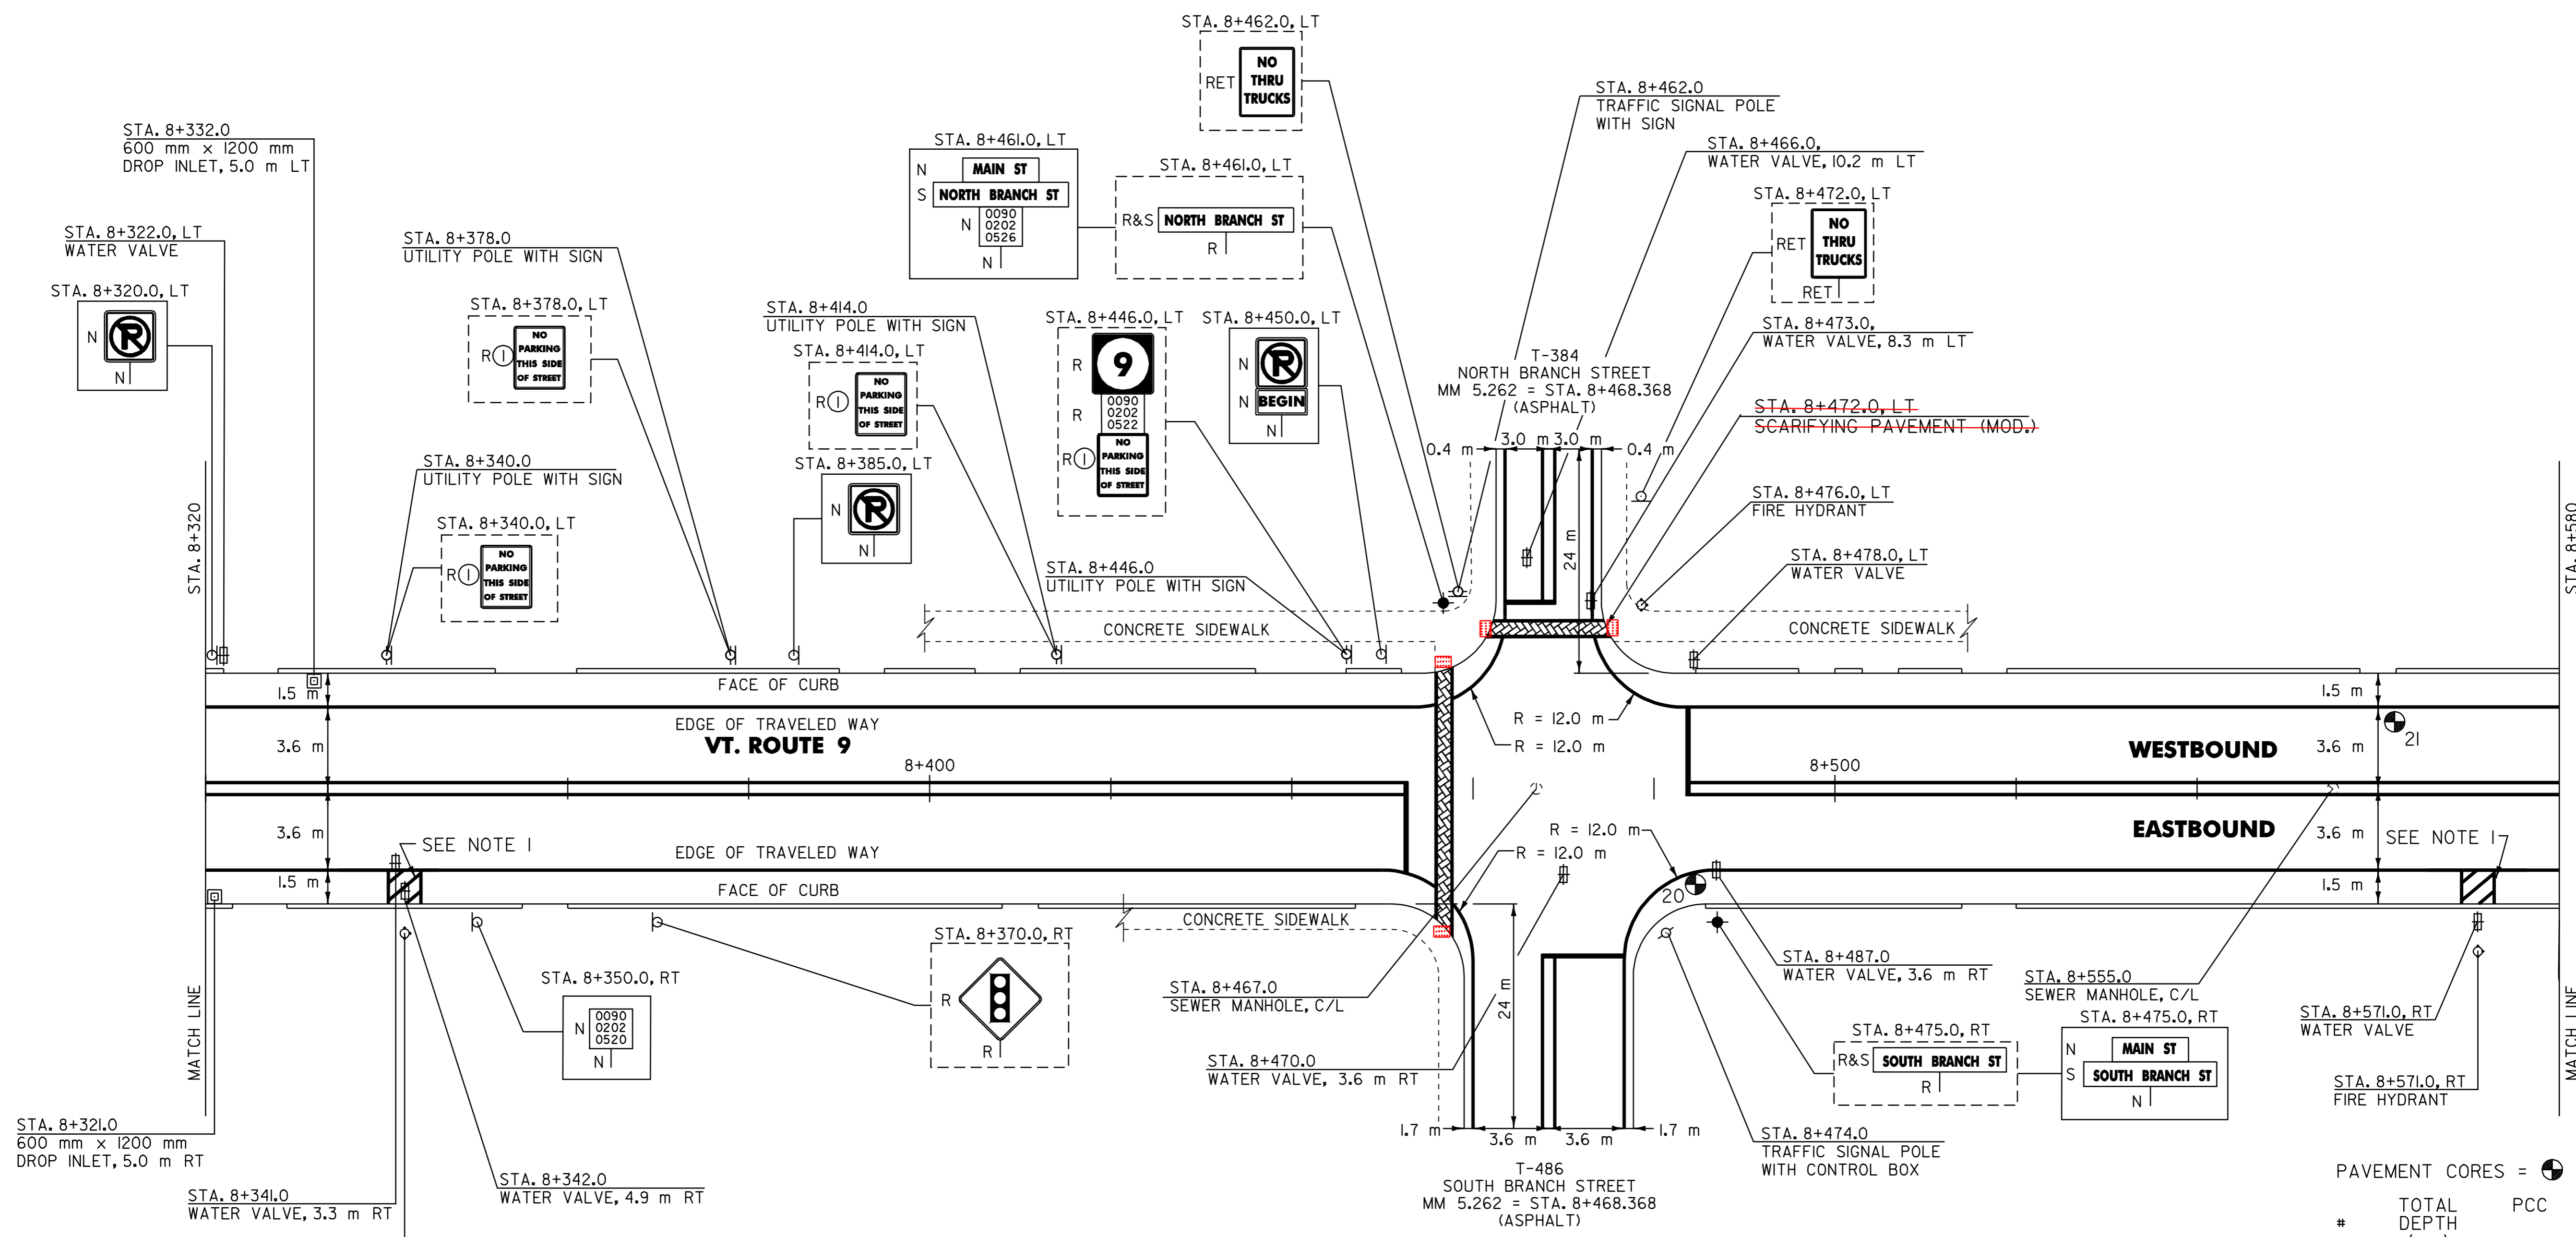 STA. 8+462.0, LT
RET
NO
THRU
TRUCKS
STA. 8+462.0
TRAFFIC SIGNAL POLE
WITH SIGN
STA. 8+332.0
600 mm x 1200 mm
DROP INLET, 5.0 m LT
STA. 8+461.0, LT
N
MAIN ST
S
NORTH BRANCH ST
N
0090
0202
0526
N
STA. 8+461.0, LT
R&S
NORTH BRANCH ST
R
STA. 8+466.0,
WATER VALVE, 10.2 m LT
STA. 8+472.0, LT
RET
NO
THRU
TRUCKS
RET
STA. 8+322.0, LT
WATER VALVE
STA. 8+320.0, LT
N
P
N
STA. 8+378.0
UTILITY POLE WITH SIGN
STA. 8+378.0, LT
R 1
NO
PARKING
THIS SIDE
OF STREET
STA. 8+414.0
UTILITY POLE WITH SIGN
STA. 8+414.0, LT
R 1
NO
PARKING
THIS SIDE
OF STREET
STA. 8+446.0, LT
R
9
R
0090
0202
0522
R 1
NO
PARKING
THIS SIDE
OF STREET
STA. 8+450.0, LT
N
P
N
BEGIN
N
STA. 8+473.0,
WATER VALVE, 8.3 m LT
T-384
NORTH BRANCH STREET
MM 5.262 = STA. 8+468.368
(ASPHALT)
STA. 8+472.0, LT
SCARIFYING PAVEMENT (MOD.)
0.4 m
3.0 m
3.0 m
0.4 m
24 m
STA. 8+340.0
UTILITY POLE WITH SIGN
STA. 8+340.0, LT
R 1
NO
PARKING
THIS SIDE
OF STREET
STA. 8+385.0, LT
N
P
N
STA. 8+446.0
UTILITY POLE WITH SIGN
STA. 8+476.0, LT
FIRE HYDRANT
STA. 8+478.0, LT
WATER VALVE
STA. 8+320
STA. 8+580
CONCRETE SIDEWALK
CONCRETE SIDEWALK
1.5 m
FACE OF CURB
1.5 m
EDGE OF TRAVELED WAY
VT. ROUTE 9
3.6 m
R = 12.0 m
R = 12.0 m
WESTBOUND
3.6 m
21
8+400
8+500
3.6 m
SEE NOTE 1
EDGE OF TRAVELED WAY
R = 12.0 m
R = 12.0 m
EASTBOUND
3.6 m
SEE NOTE 1
1.5 m
FACE OF CURB
20
1.5 m
CONCRETE SIDEWALK
STA. 8+370.0, RT
R
R
STA. 8+350.0, RT
N
0090
0202
0520
N
STA. 8+467.0
SEWER MANHOLE, C/L
24 m
STA. 8+487.0
WATER VALVE, 3.6 m RT
STA. 8+555.0
SEWER MANHOLE, C/L
STA. 8+571.0, RT
WATER VALVE
MATCH LINE
MATCH LINE
STA. 8+470.0
WATER VALVE, 3.6 m RT
STA. 8+475.0, RT
R&S
SOUTH BRANCH ST
R
STA. 8+475.0, RT
N
MAIN ST
S
SOUTH BRANCH ST
N
STA. 8+571.0, RT
FIRE HYDRANT
STA. 8+321.0
600 mm x 1200 mm
DROP INLET, 5.0 m RT
1.7 m
3.6 m
3.6 m
1.7 m
STA. 8+474.0
TRAFFIC SIGNAL POLE
WITH CONTROL BOX
STA. 8+341.0
WATER VALVE, 3.3 m RT
STA. 8+342.0
WATER VALVE, 4.9 m RT
T-486
SOUTH BRANCH STREET
MM 5.262 = STA. 8+468.368
(ASPHALT)
PAVEMENT CORES =
TOTAL PCC
# DEPTH